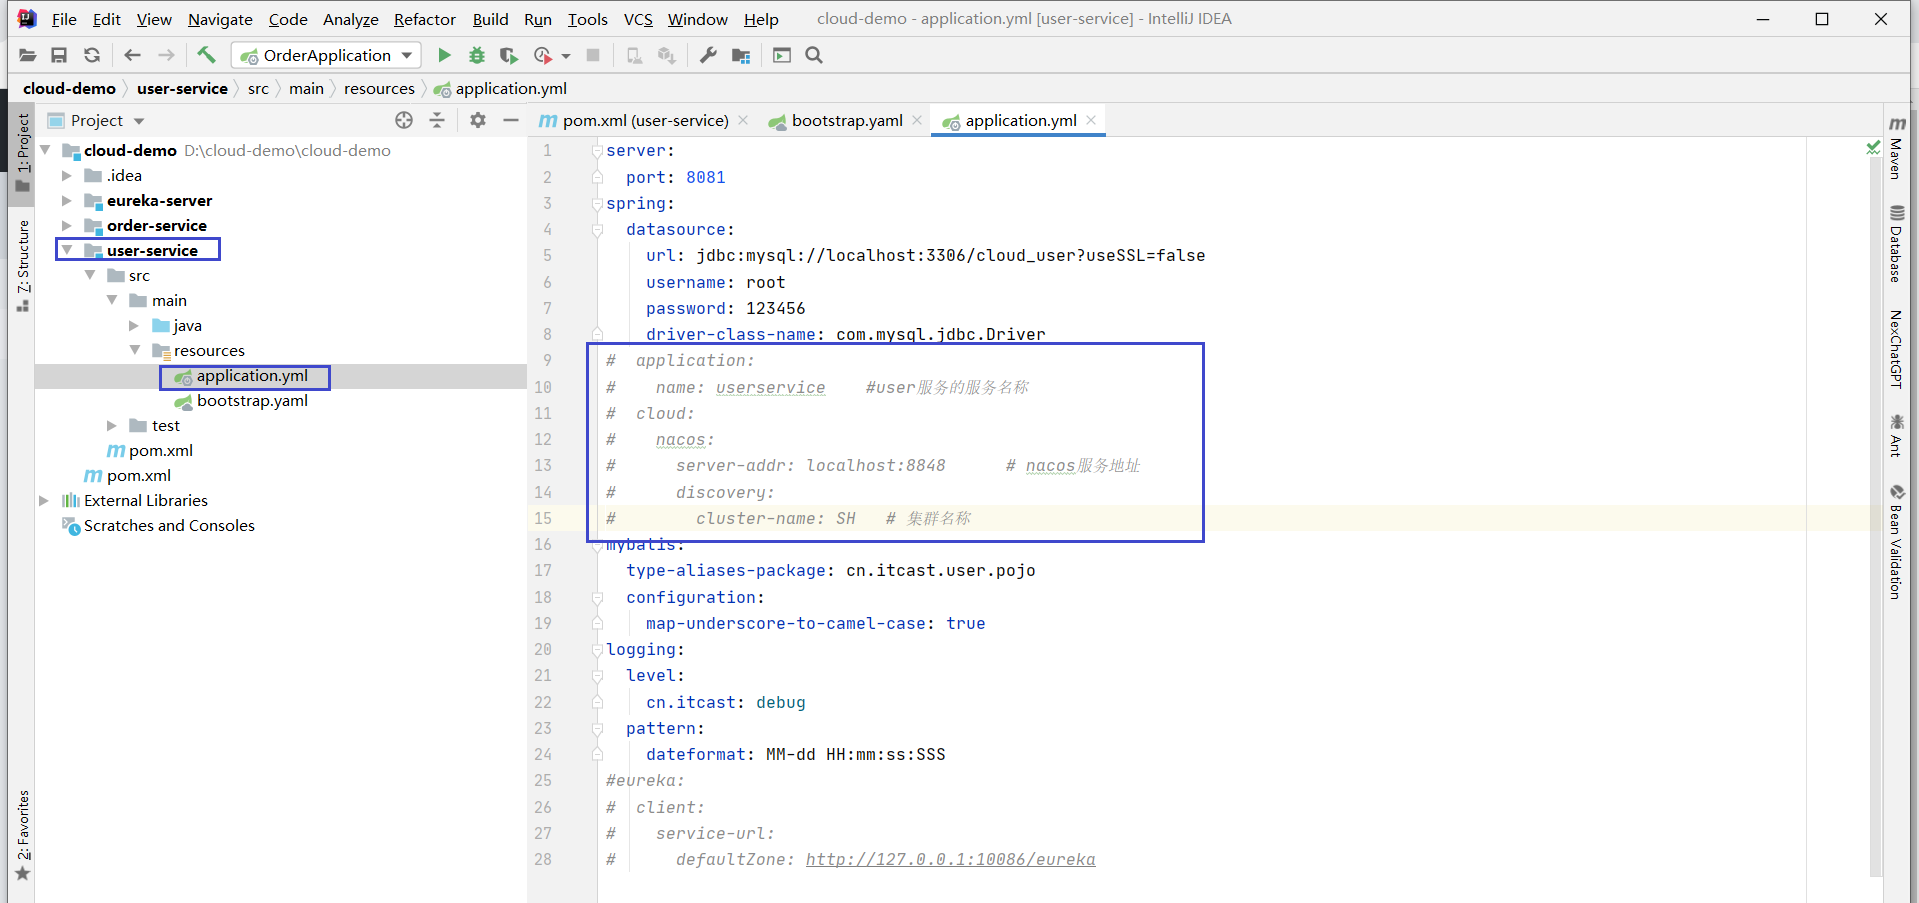 File Edit View Navigate Code Analyze Refactor Build Run Tools VCS Window Help cloud-demo - application.yml [user-service] - IntelliJ IDEA
OrderApplication
cloud-demo user-service src main resources application.yml
Project
pom.xml (user-service) bootstrap.yaml application.yml
1: Project
7: Structure
2: Favorites
cloud-demo D:\cloud-demo\cloud-demo
.idea
eureka-server
order-service
user-service
src
main
java
resources
application.yml
bootstrap.yaml
test
pom.xml
pom.xml
External Libraries
Scratches and Consoles
1 server:
2 port: 8081
3 spring:
4 datasource:
5 url: jdbc:mysql://localhost:3306/cloud_user?useSSL=false
6 username: root
7 password: 123456
8 driver-class-name: com.mysql.jdbc.Driver
9 # application:
10 # name: userservice #user服务的服务名称
11 # cloud:
12 # nacos:
13 # server-addr: localhost:8848 # nacos服务地址
14 # discovery:
15 # cluster-name: SH # 集群名称
16 mybatis:
17 type-aliases-package: cn.itcast.user.pojo
18 configuration:
19 map-underscore-to-camel-case: true
20 logging:
21 level:
22 cn.itcast: debug
23 pattern:
24 dateformat: MM-dd HH:mm:ss:SSS
25 #eureka:
26 # client:
27 # service-url:
28 # defaultZone: http://127.0.0.1:10086/eureka
Maven
Database
NexChatGPT
Ant
Bean Validation